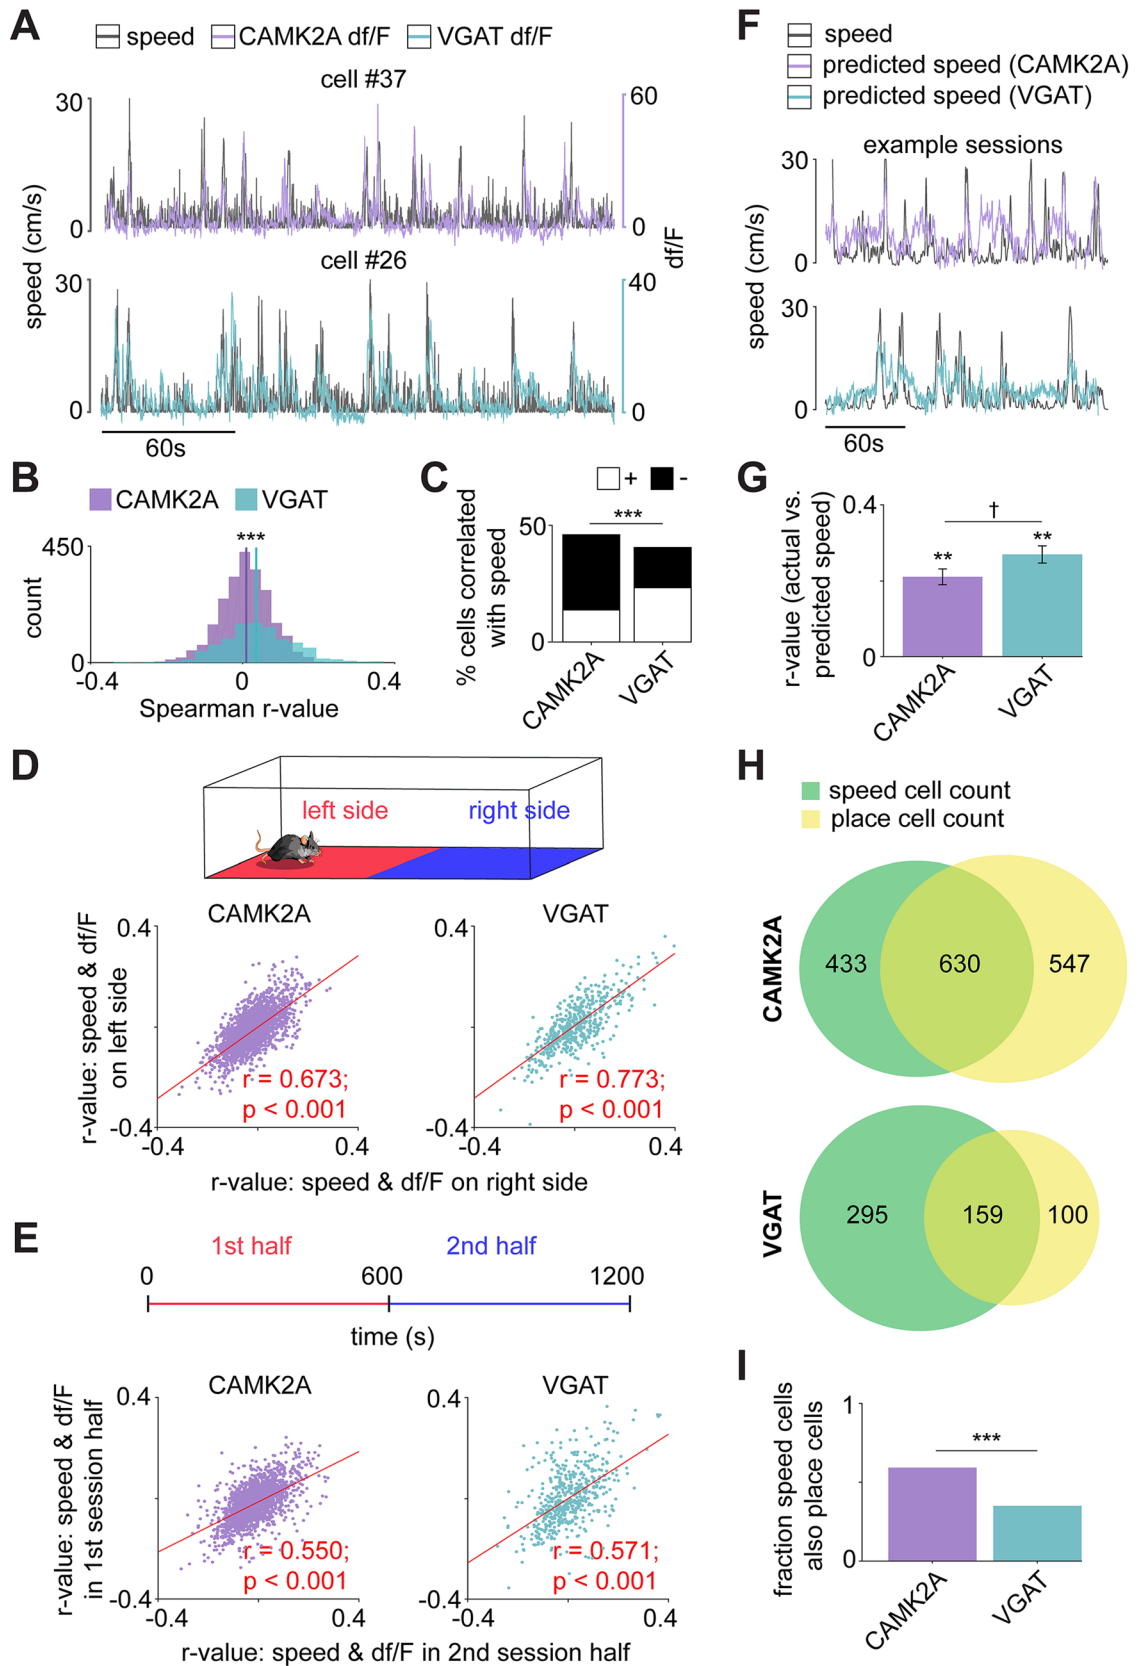 A
speed CAMK2A df/F VGAT df/F
cell #37
30
0
60
0
cell #26
30
0
40
0
speed (cm/s)
df/F
60s
F
speed
predicted speed (CAMK2A)
predicted speed (VGAT)
example sessions
30
0
30
0
speed (cm/s)
60s
B
CAMK2A VGAT
***
450
0
count
-0.4 0 0.4
Spearman r-value
C
+ -
***
50
0
% cells correlated
with speed
CAMK2A
VGAT
G
0.4
0
r-value (actual vs.
predicted speed)
†
**
**
CAMK2A
VGAT
D
left side right side
CAMK2A
VGAT
r-value: speed & df/F
on left side
0.4
-0.4
-0.4 0.4
r = 0.673;
p < 0.001
0.4
-0.4
-0.4 0.4
r = 0.773;
p < 0.001
r-value: speed & df/F on right side
E
1st half 2nd half
0 600 1200
time (s)
CAMK2A
VGAT
r-value: speed & df/F
in 1st session half
0.4
-0.4
-0.4 0.4
r = 0.550;
p < 0.001
0.4
-0.4
-0.4 0.4
r = 0.571;
p < 0.001
r-value: speed & df/F in 2nd session half
H
speed cell count
place cell count
CAMK2A
433 630 547
VGAT
295 159 100
I
fraction speed cells
also place cells
1
0
***
CAMK2A
VGAT